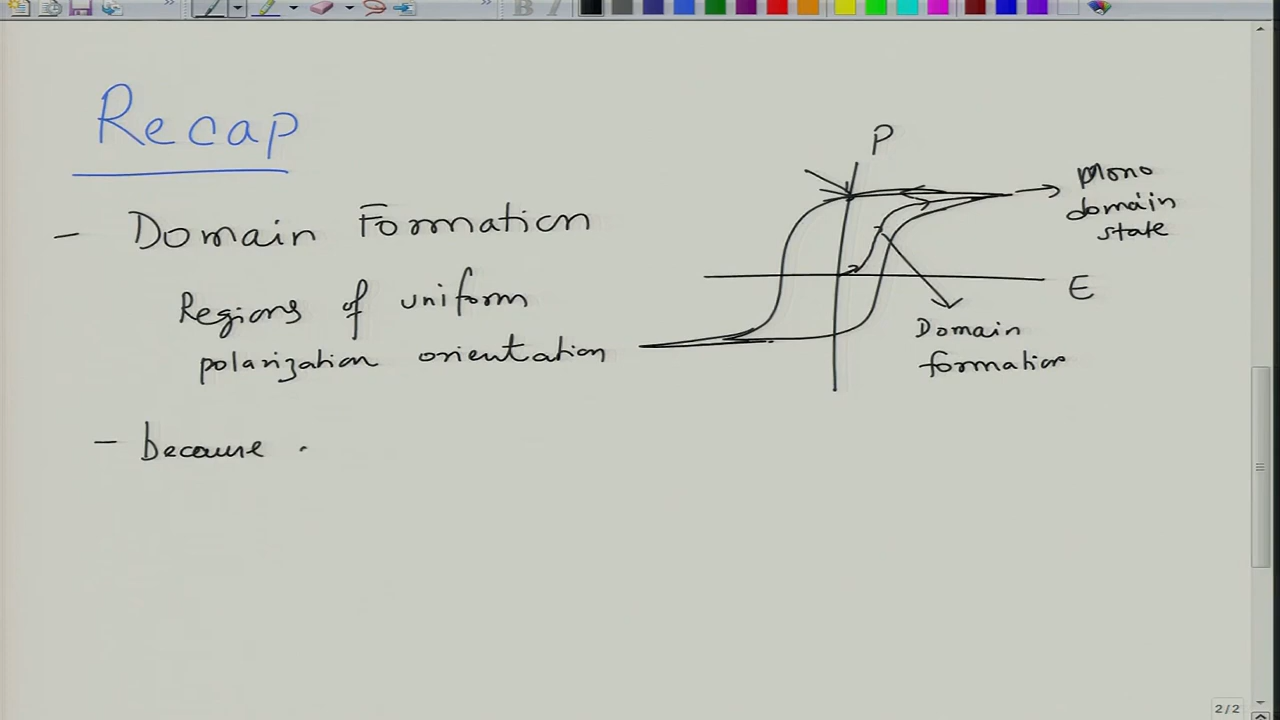 Recap
- Domain Formation
Regions of uniform
polarization orientation
- because
P
Mono
domain
state
E
Domain
formation
2/2